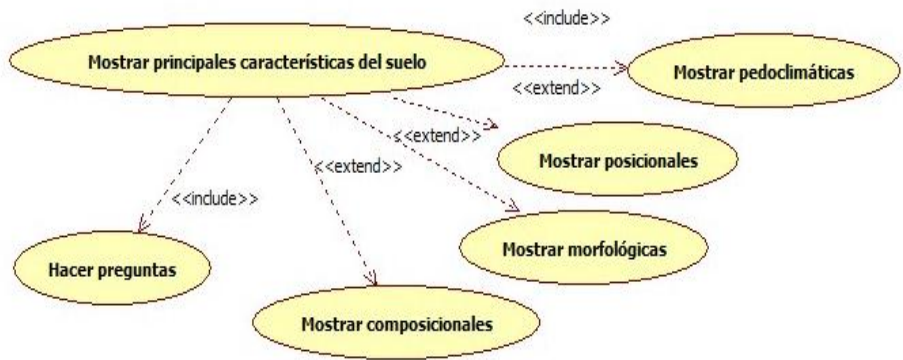 <<include>>
Mostrar principales características del suelo
Mostrar pedoclimáticas
<<extend>>
<<extend>>
Mostrar posicionales
<<extend>>
<<include>>
Mostrar morfológicas
Hacer preguntas
Mostrar composicionales